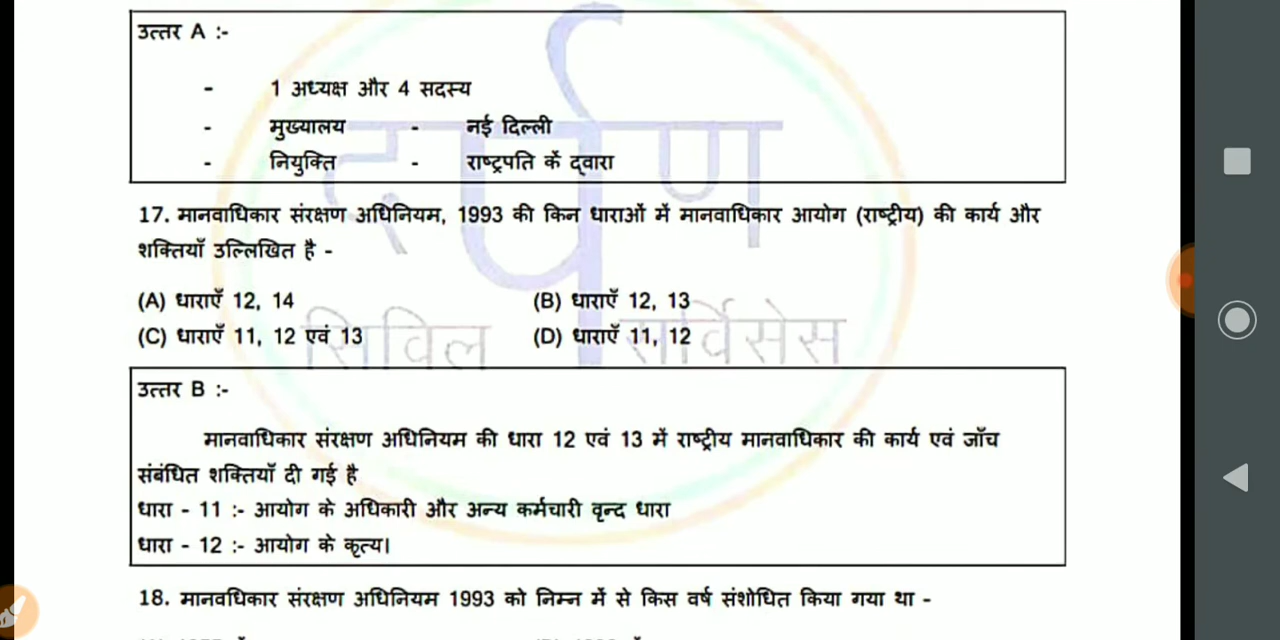 उत्तर A :-
- 1 अध्यक्ष और 4 सदस्य
- मुख्यालय - नई दिल्ली
- नियुक्ति - राष्ट्रपति कें द्वारा
17. मानवाधिकार संरक्षण अधिनियम, 1993 की किन धाराओं में मानवाधिकार आयोग (राष्ट्रीय) की कार्य और
शक्तियाँ उल्लिखित है -
(A) धाराएँ 12, 14 (B) धाराएँ 12, 13
(C) धाराएँ 11, 12 एवं 13 (D) धाराएँ 11, 12
उत्तर B :-
मानवाधिकार संरक्षण अधिनियम की धारा 12 एवं 13 में राष्ट्रीय मानवाधिकार की कार्य एवं जाँच
संबंधित शक्तियाँ दी गई है
धारा - 11 :- आयोग के अधिकारी और अन्य कर्मचारी वृन्द धारा
धारा - 12 :- आयोग के कृत्य।
18. मानवधिकार संरक्षण अधिनियम 1993 को निम्न में से किस वर्ष संशोधित किया गया था -
दर्पण
सिविल सर्विसेस